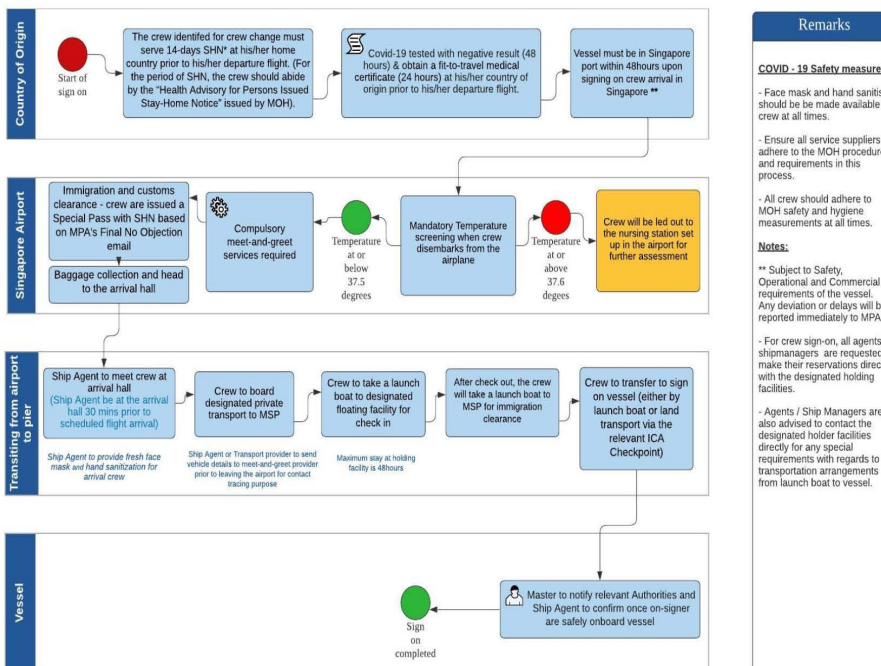 Country of Origin
Start of
sign on
The crew identifed for crew change must
serve 14-days SHN* at his/her home
country prior to his/her departure flight. (For
the period of SHN, the crew should abide
by the "Health Advisory for Persons Issued
Stay-Home Notice" issued by MOH).
Covid-19 tested with negative result (48
hours) & obtain a fit-to-travel medical
certificate (24 hours) at his/her country of
origin prior to his/her departure flight.
Vessel must be in Singapore
port within 48hours upon
signing on crew arrival in
Singapore **
Singapore Airport
Immigration and customs
clearance - crew are issued a
Special Pass with SHN based
on MPA's Final No Objection
email
Baggage collection and head
to the arrival hall
Compulsory
meet-and-greet
services required
Temperature
at or
below
37.5
degrees
Mandatory Temperature
screening when crew
disembarks from the
airplane
Temperature
at or
above
37.6
degrees
Crew will be led out to
the nursing station set
up in the airport for
further assessment
Transiting from airport
to pier
Ship Agent to meet crew at
arrival hall
(Ship Agent be at the arrival
hall 30 mins prior to
scheduled flight arrival)
Ship Agent to provide fresh face
mask and hand sanitization for
arrival crew
Crew to board
designated private
transport to MSP
Ship Agent or Transport provider to send
vehicle details to meet-and-greet provider
prior to leaving the airport for contact
tracing purpose
Crew to take a launch
boat to designated
floating facility for
check in
Maximum stay at holding
facility is 48hours
After check out, the crew
will take a launch boat to
MSP for immigration
clearance
Crew to transfer to sign
on vessel (either by
launch boat or land
transport via the
relevant ICA
Checkpoint)
Vessel
Sign
on
completed
Master to notify relevant Authorities and
Ship Agent to confirm once on-signer
are safely onboard vessel
Remarks
COVID - 19 Safety measure
- Face mask and hand sanitis
should be be made available
crew at all times.
- Ensure all service suppliers
adhere to the MOH procedure
and requirements in this
process.
- All crew should adhere to
MOH safety and hygiene
measurements at all times.
Notes:
** Subject to Safety,
Operational and Commercial
requirements of the vessel.
Any deviation or delays will b
reported immediately to MPA
- For crew sign-on, all agents
shipmanagers are requested
make their reservations direc
with the designated holding
facilities.
- Agents / Ship Managers are
also advised to contact the
designated holder facilities
directly for any special
requirements with regards to
transportation arrangements
from launch boat to vessel.